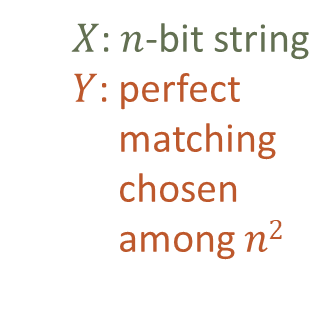 X: n-bit string
Y: perfect
matching
chosen
among n²